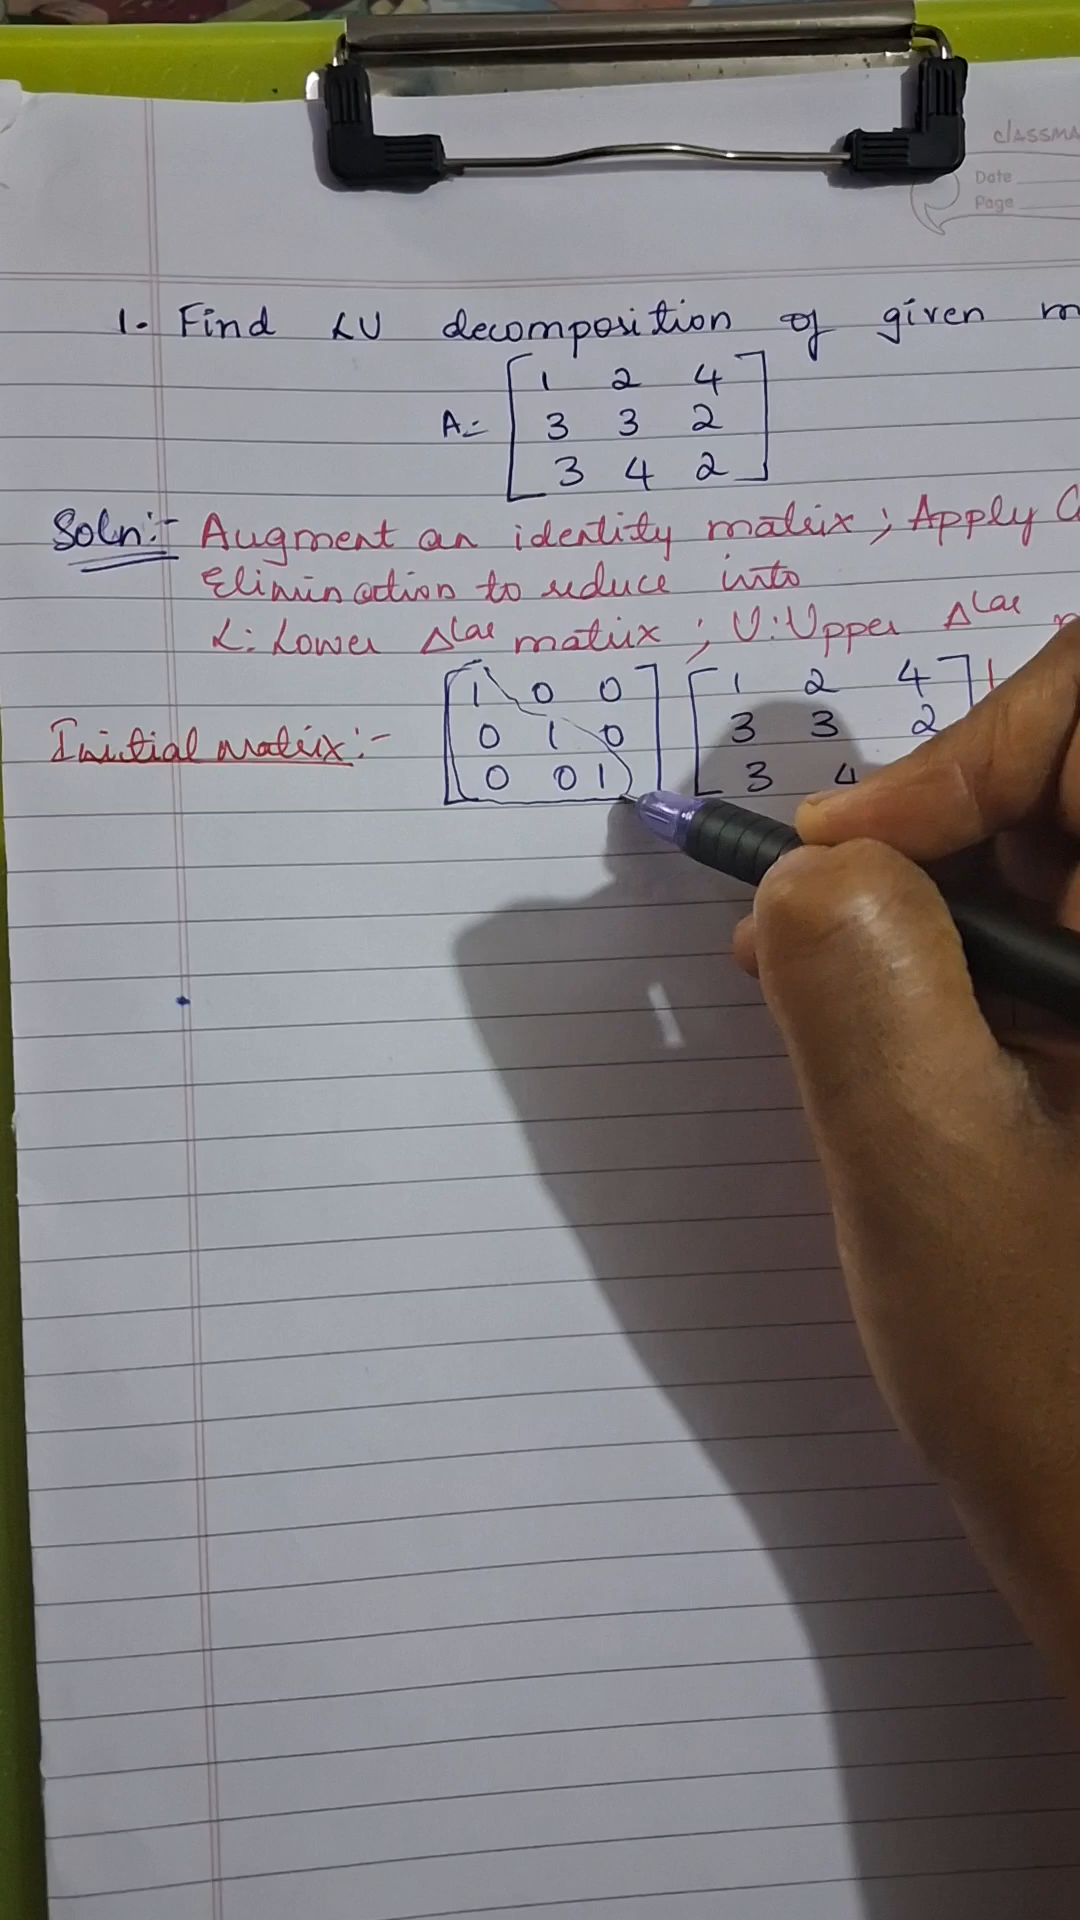 CLASSMA
Date
Page
1. Find LU decomposition of given m
A = [ 1 2 4
3 3 2
3 4 2 ]
Soln:- Augment an identity matrix ; Apply G
Elimination to reduce into
L: Lower Δlar matrix ; U: Upper Δlar
Initial matrix:- [ 1 0 0 ] [ 1 2 4 ]
0 1 0 3 3 2
0 0 1 3 4